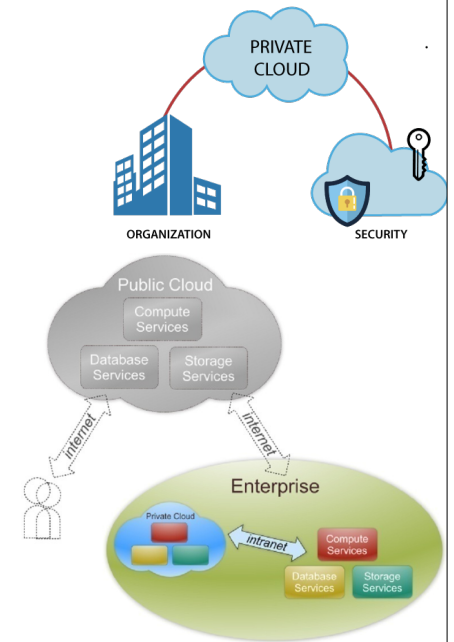 PRIVATE
CLOUD
ORGANIZATION
SECURITY
Public Cloud
Compute
Services
Database
Services
Storage
Services
internet
internet
Enterprise
Private Cloud
intranet
Compute
Services
Database
Services
Storage
Services